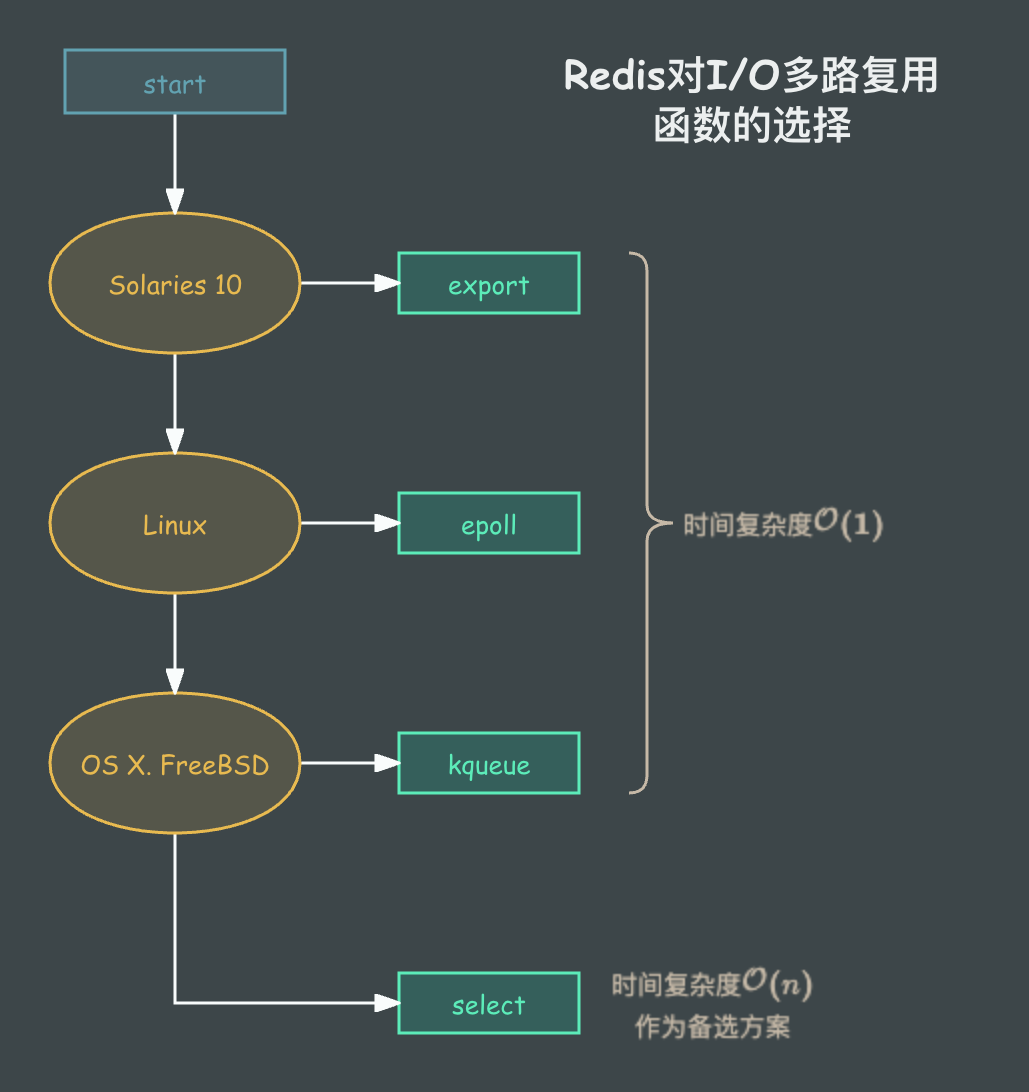 start
Redis对I/O多路复用
函数的选择
Solaries 10
export
Linux
epoll
时间复杂度O(1)
OS X. FreeBSD
kqueue
select
时间复杂度O(n)
作为备选方案